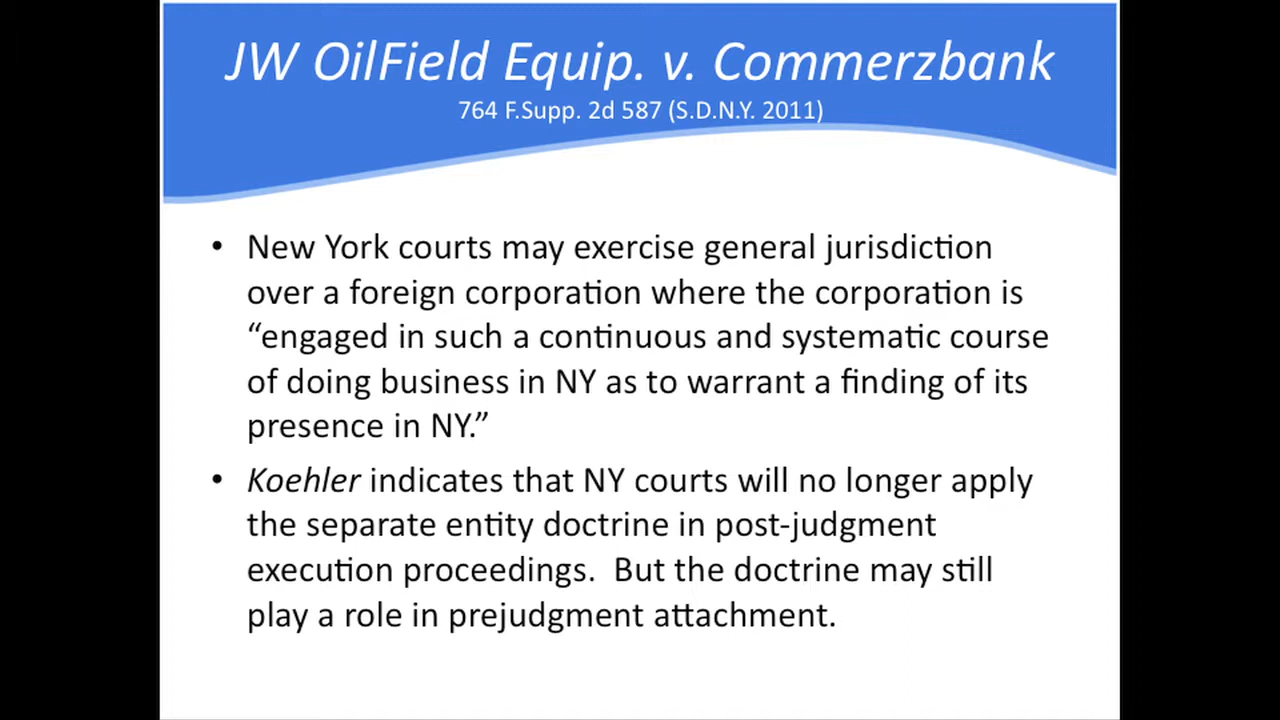 JW OilField Equip. v. Commerzbank
764 F.Supp. 2d 587 (S.D.N.Y. 2011)
• New York courts may exercise general jurisdiction
over a foreign corporation where the corporation is
“engaged in such a continuous and systematic course
of doing business in NY as to warrant a finding of its
presence in NY.”
• Koehler indicates that NY courts will no longer apply
the separate entity doctrine in post-judgment
execution proceedings.  But the doctrine may still
play a role in prejudgment attachment.